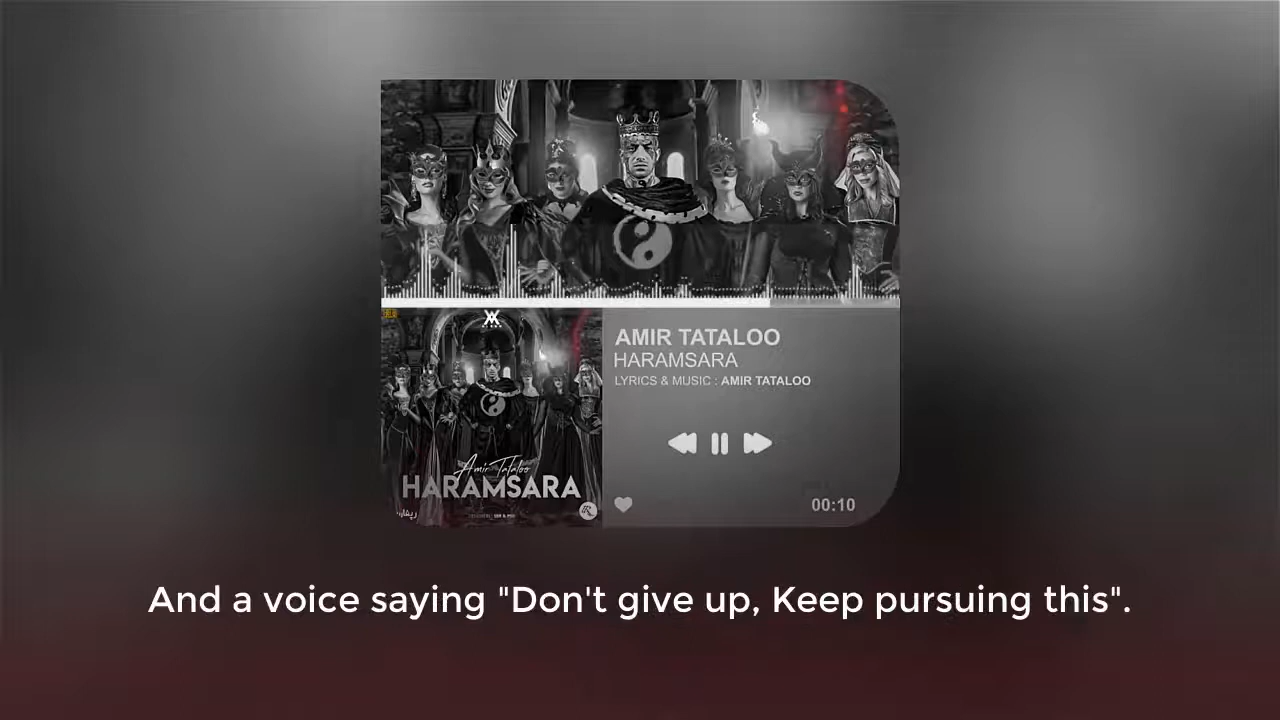 AMIR TATALOO
HARAMSARA
LYRICS & MUSIC : AMIR TATALOO
Amir Tataloo
HARAMSARA
00:10
And a voice saying "Don't give up, Keep pursuing this".